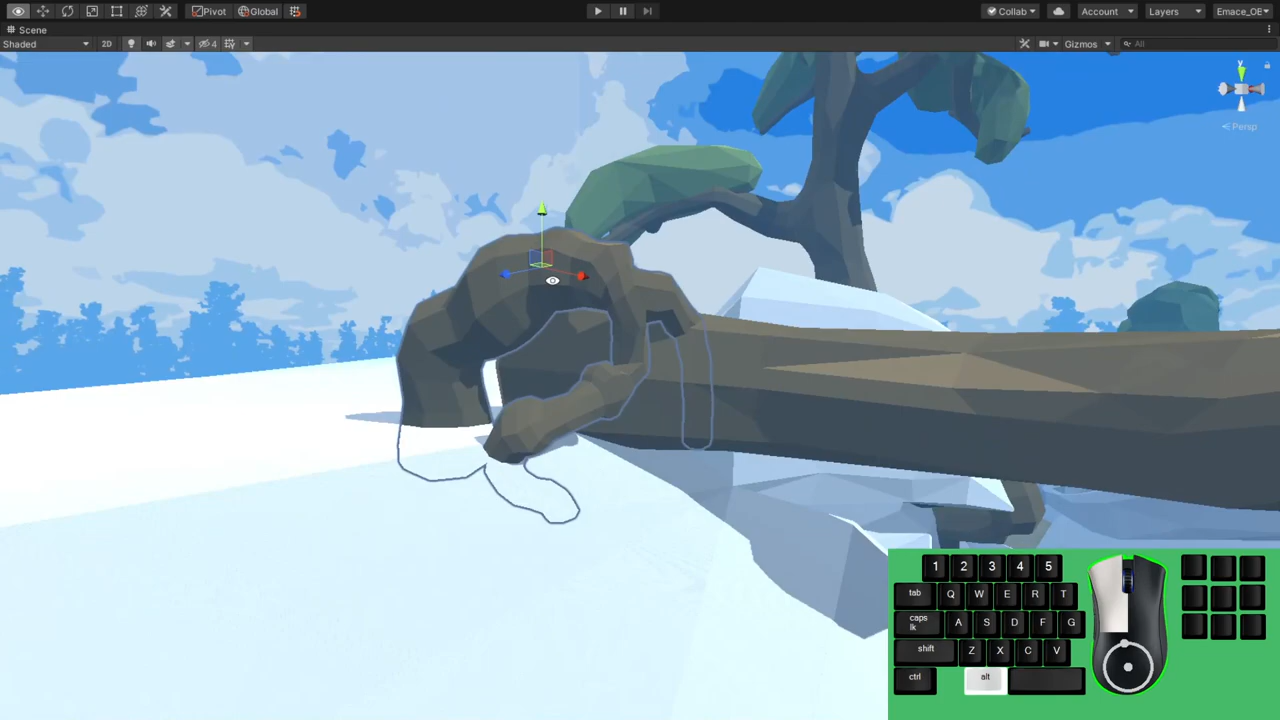 Pivot Global Collab Account Layers Emace_OE
Scene
Shaded 2D 4 Gizmos All
y
Persp
1 2 3 4 5
tab Q W E R T
caps lk A S D F G
shift Z X C V
ctrl alt